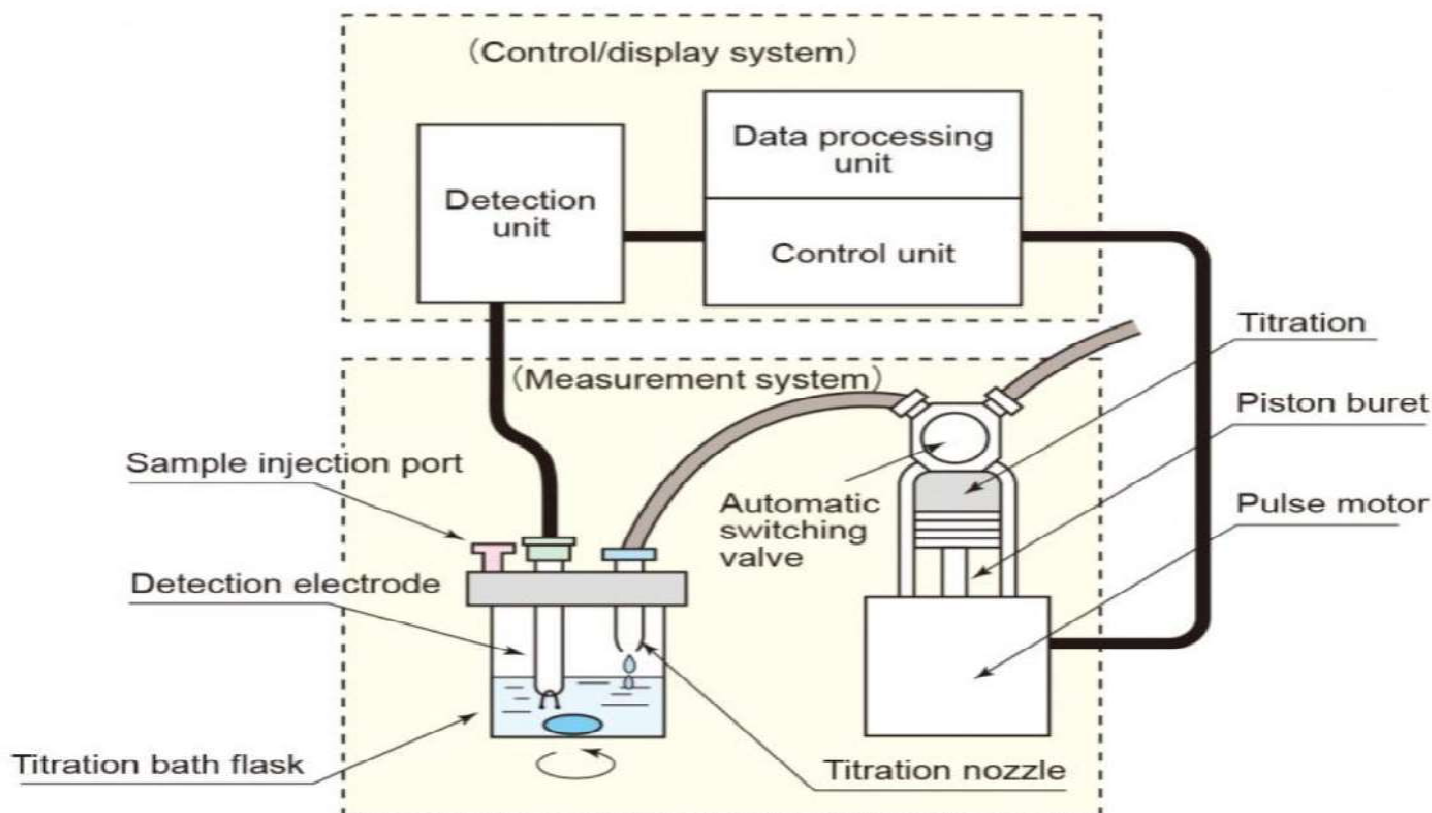 (Control/display system)
Data processing
unit
Detection
unit
Control unit
Titration
(Measurement system)
Piston buret
Sample injection port
Automatic
switching
valve
Pulse motor
Detection electrode
Titration bath flask
Titration nozzle